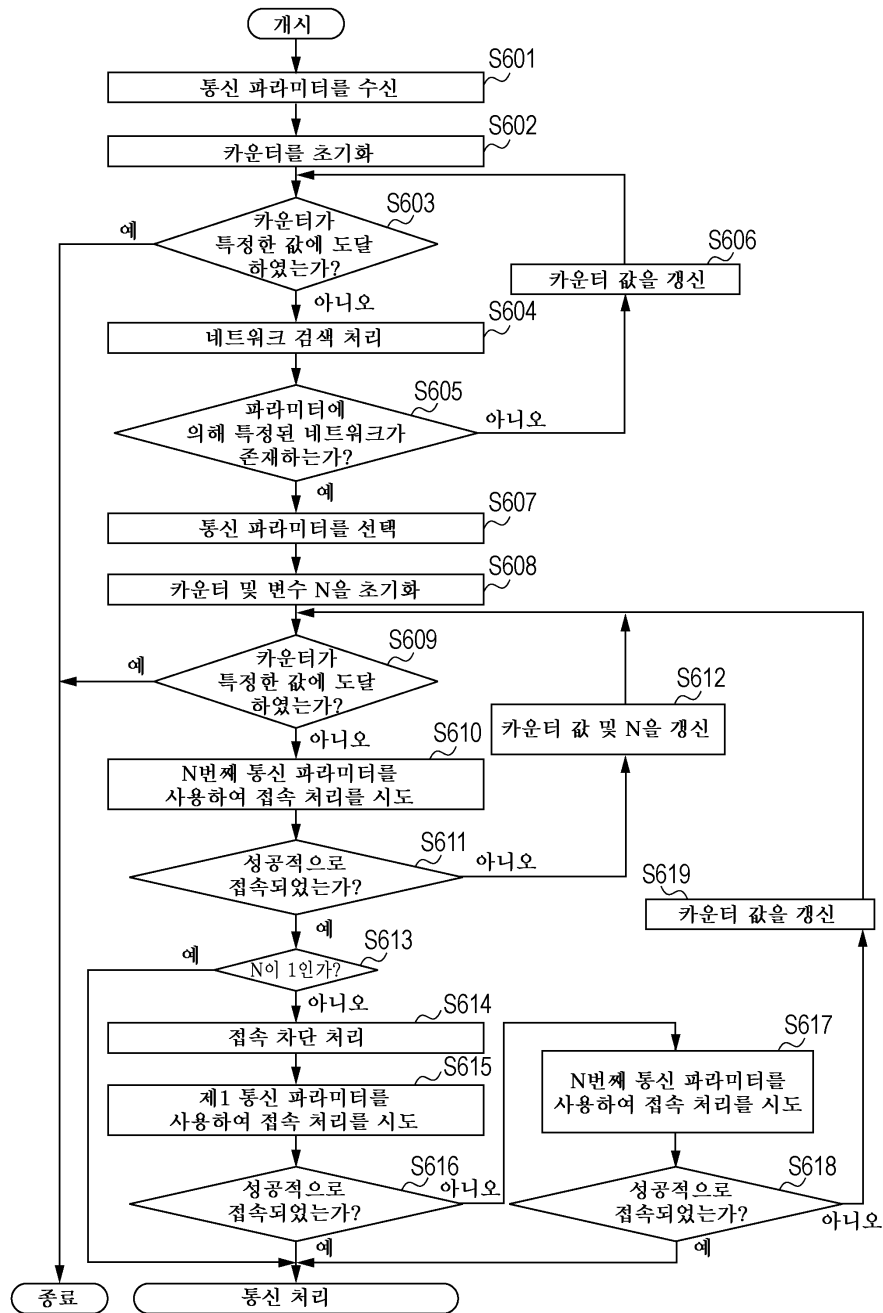 개시
S601
통신 파라미터를 수신
S602
카운터를 초기화
S603
카운터가
특정한 값에 도달
하였는가?
예
아니오
S606
카운터 값을 갱신
S604
네트워크 검색 처리
S605
파라미터에
의해 특정된 네트워크가
존재하는가?
아니오
예
S607
통신 파라미터를 선택
S608
카운터 및 변수 N을 초기화
S609
카운터가
특정한 값에 도달
하였는가?
예
아니오
S612
카운터 값 및 N을 갱신
S610
N번째 통신 파라미터를
사용하여 접속 처리를 시도
S611
성공적으로
접속되었는가?
아니오
예
S619
카운터 값을 갱신
S613
N이 1인가?
예
아니오
S614
접속 차단 처리
S615
제1 통신 파라미터를
사용하여 접속 처리를 시도
S617
N번째 통신 파라미터를
사용하여 접속 처리를 시도
S616
성공적으로
접속되었는가?
아니오
예
S618
성공적으로
접속되었는가?
아니오
예
종료
통신 처리